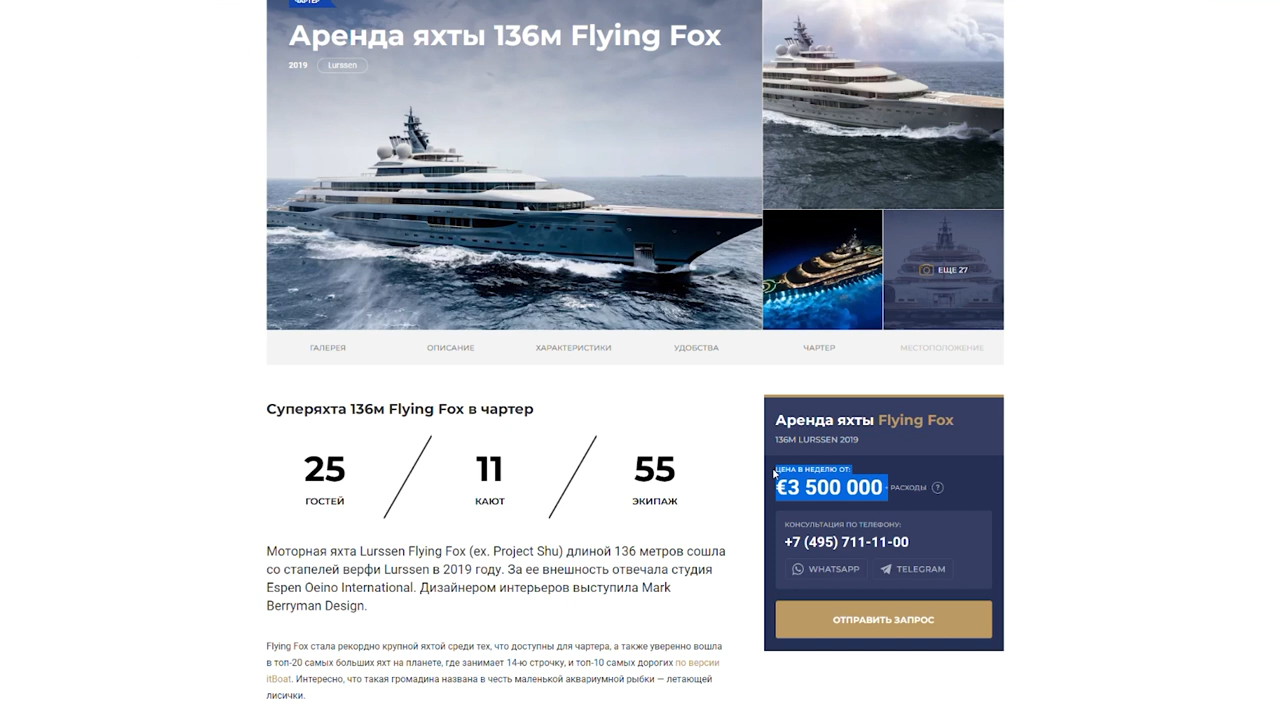 ЧАРТЕР
Аренда яхты 136м Flying Fox
2019 Lurssen
ЕЩЕ 27
ГАЛЕРЕЯ ОПИСАНИЕ ХАРАКТЕРИСТИКИ УДОБСТВА ЧАРТЕР МЕСТОПОЛОЖЕНИЕ
Суперяхта 136м Flying Fox в чартер
25 11 55
ГОСТЕЙ КАЮТ ЭКИПАЖ
Моторная яхта Lurssen Flying Fox (ex. Project Shu) длиной 136 метров сошла
со стапелей верфи Lurssen в 2019 году. За ее внешность отвечала студия
Espen Oeino International. Дизайнером интерьеров выступила Mark
Berryman Design.
Flying Fox стала рекордно крупной яхтой среди тех, что доступны для чартера, а также уверенно вошла
в топ-20 самых больших яхт на планете, где занимает 14-ю строчку, и топ-10 самых дорогих по версии
itBoat. Интересно, что такая громадина названа в честь маленькой аквариумной рыбки — летающей
лисички.
Аренда яхты Flying Fox
136M LURSSEN 2019
ЦЕНА В НЕДЕЛЮ ОТ:
€3 500 000 + РАСХОДЫ ?
КОНСУЛЬТАЦИЯ ПО ТЕЛЕФОНУ:
+7 (495) 711-11-00
WHATSAPP TELEGRAM
ОТПРАВИТЬ ЗАПРОС